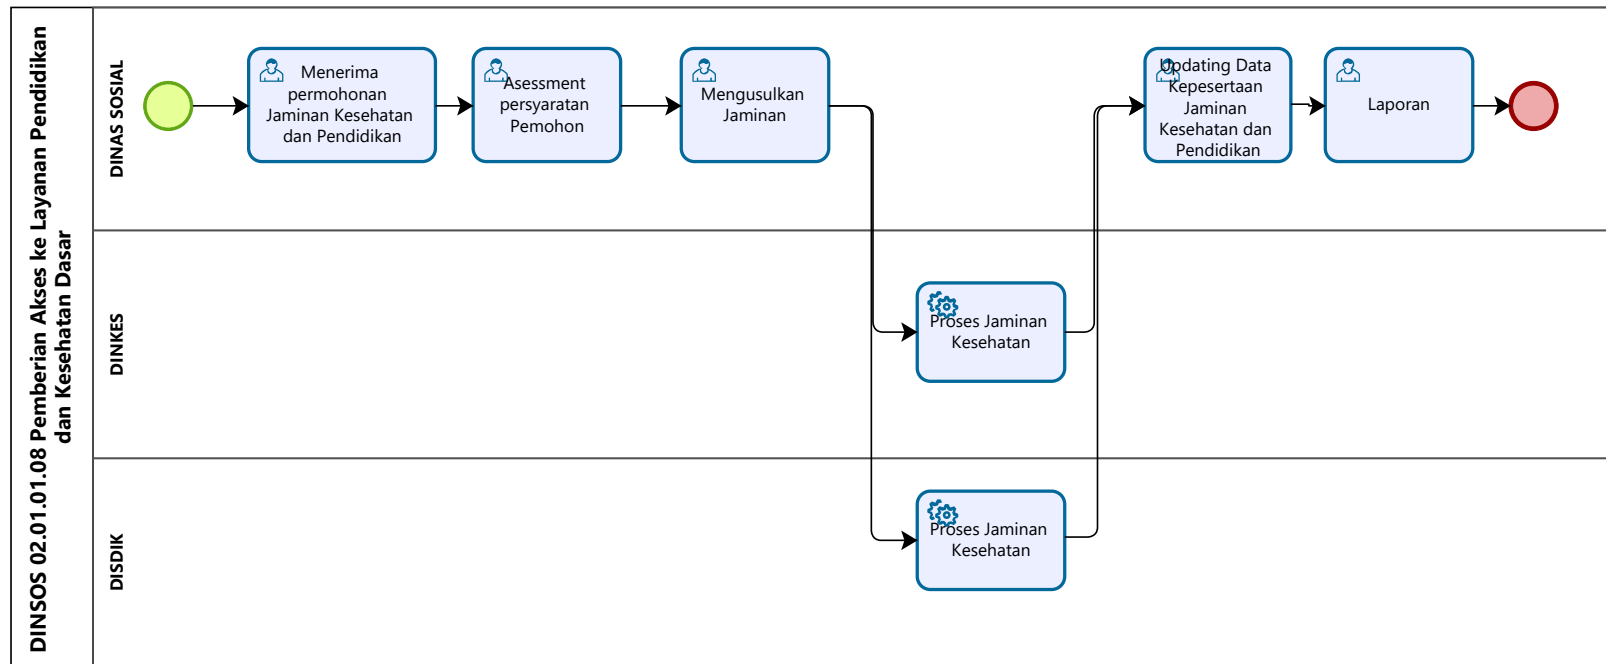 DINSOS 02.01.01.08 Pemberian Akses ke Layanan Pendidikan
dan Kesehatan Dasar
DINAS SOSIAL
Menerima
permohonan
Jaminan Kesehatan
dan Pendidikan
Asessment
persyaratan
Pemohon
Mengusulkan
Jaminan
Updating Data
Kepesertaan
Jaminan
Kesehatan dan
Pendidikan
Laporan
DINKES
Proses Jaminan
Kesehatan
DISDIK
Proses Jaminan
Kesehatan